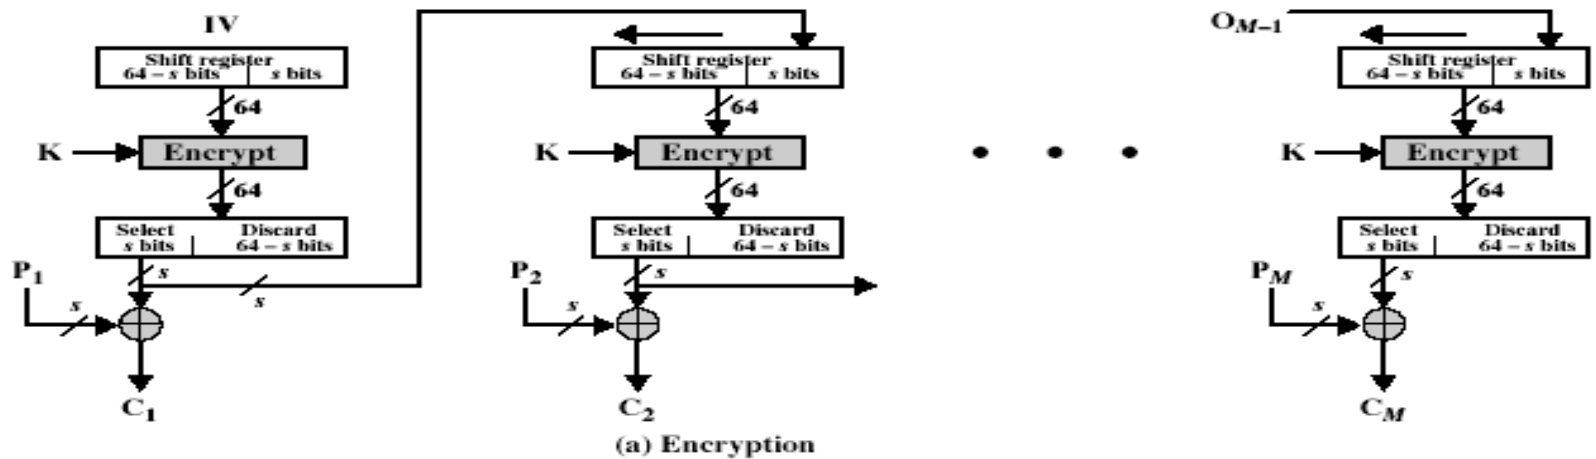 IV
Shift register
64 – s bits | s bits
64
K
Encrypt
64
Select Discard
s bits 64 – s bits
P1
s
s
s
C1
Shift register
64 – s bits | s bits
64
K
Encrypt
64
Select Discard
s bits 64 – s bits
P2
s
s
C2
OM–1
Shift register
64 – s bits | s bits
64
K
Encrypt
64
Select Discard
s bits 64 – s bits
PM
s
s
CM
(a) Encryption